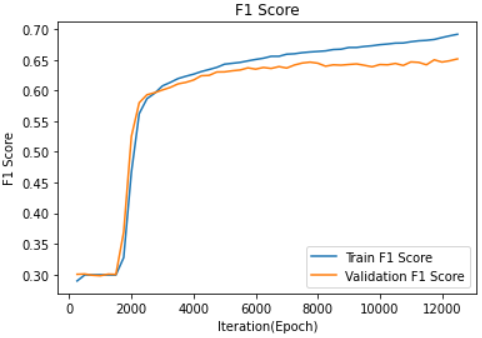 F1 Score
0.70
0.65
0.60
0.55
0.50
0.45
0.40
0.35
0.30
F1 Score
Train F1 Score
Validation F1 Score
0 2000 4000 6000 8000 10000 12000
Iteration(Epoch)